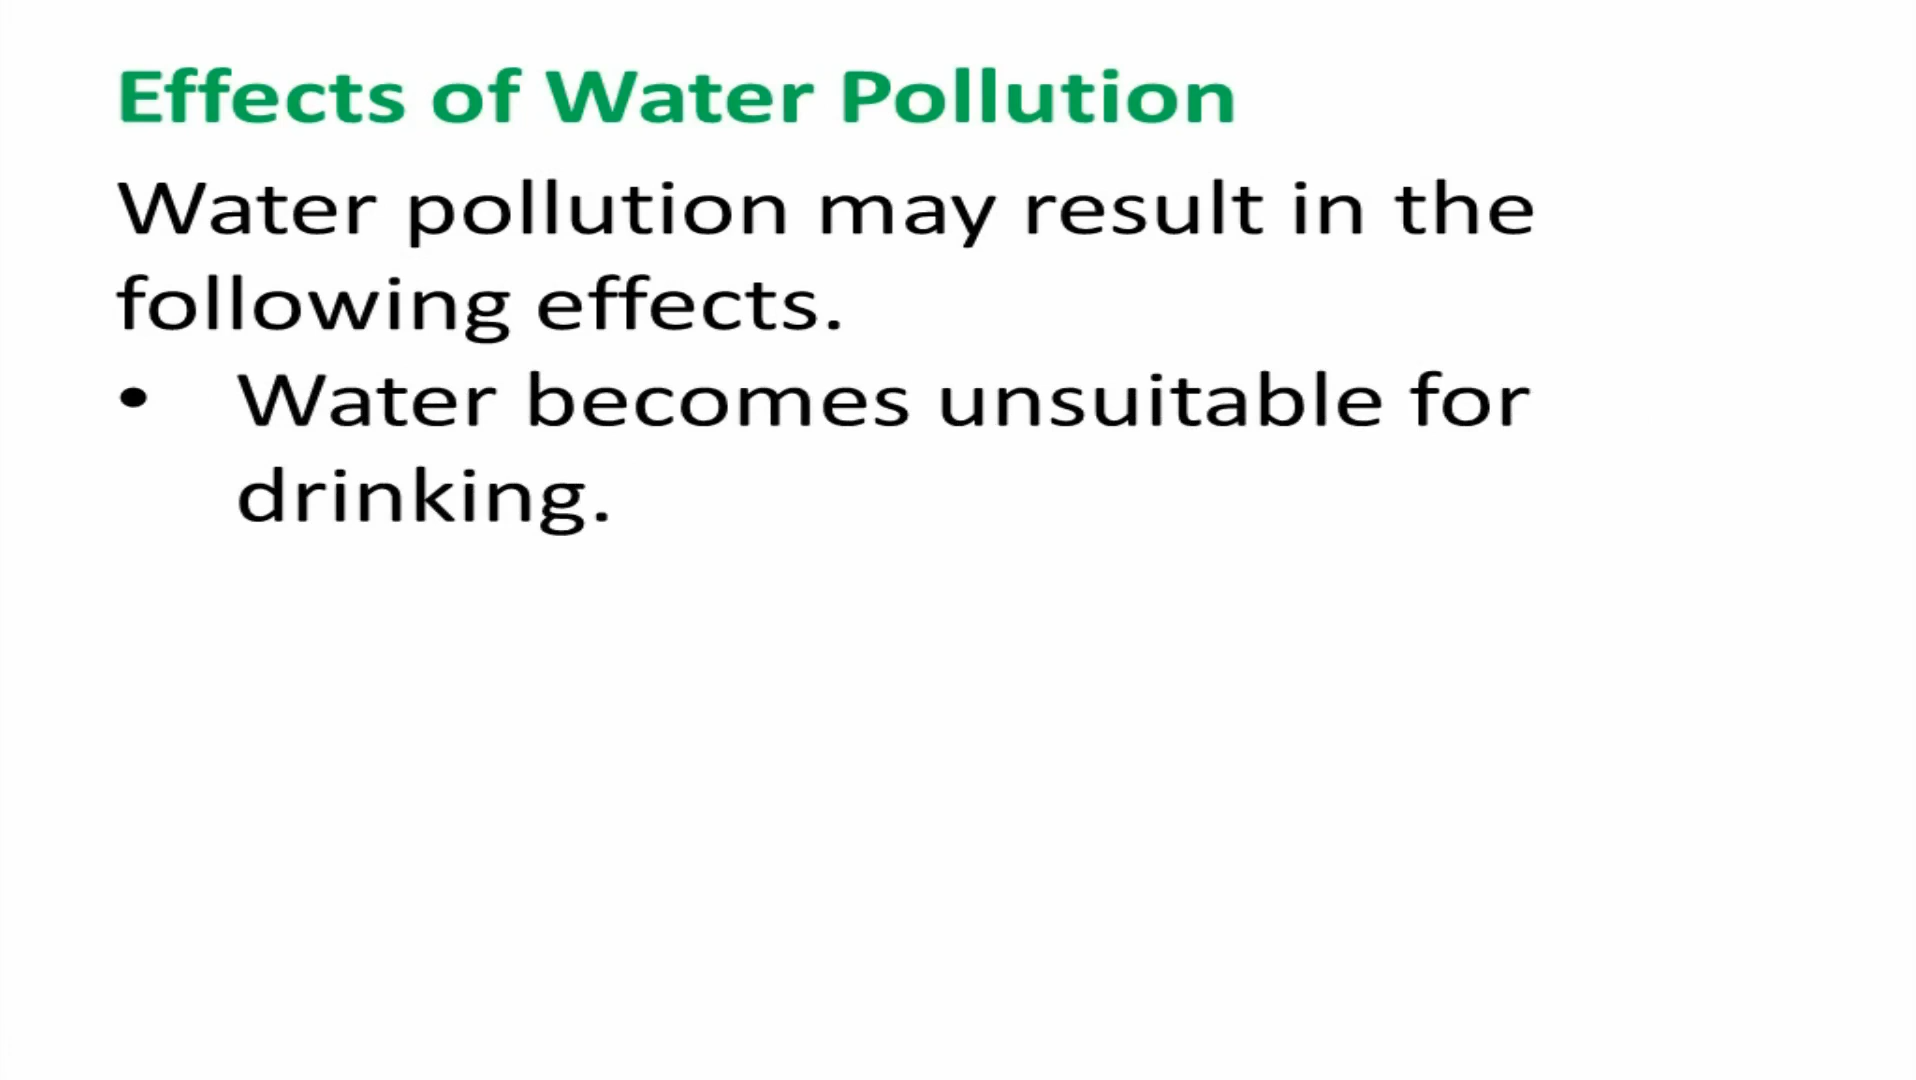 Effects of Water Pollution
Water pollution may result in the
following effects.
• Water becomes unsuitable for
drinking.